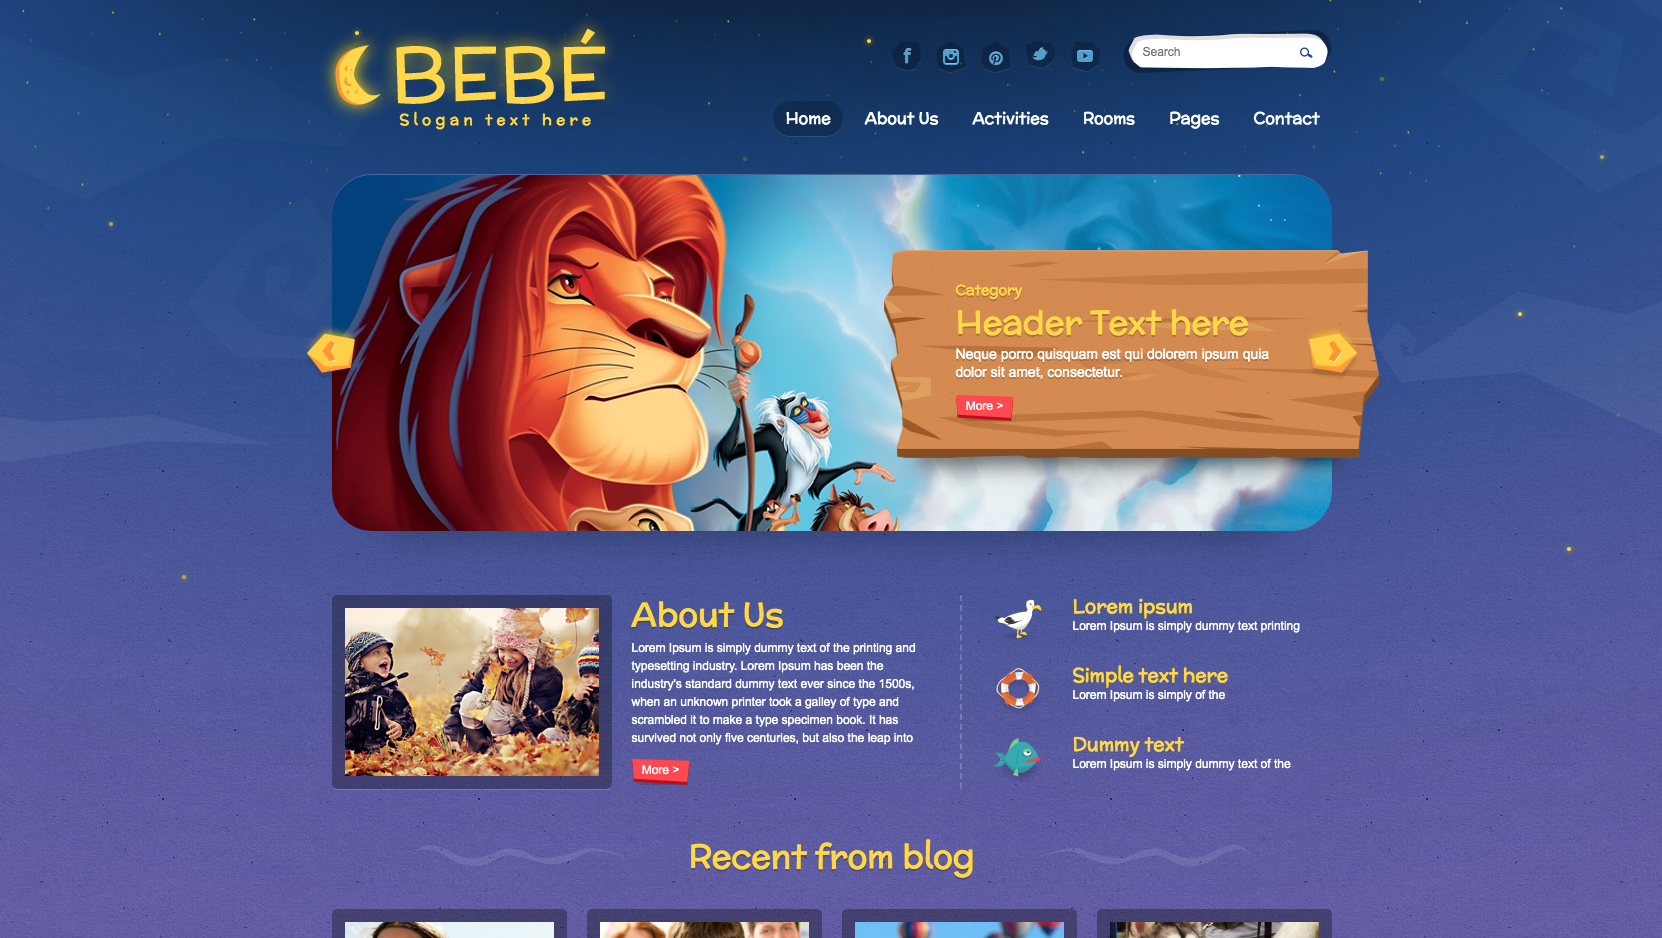 BEBÉ
Slogan text here
Search
Home About Us Activities Rooms Pages Contact
Category
Header Text here
Neque porro quisquam est qui dolorem ipsum quia
dolor sit amet, consectetur.
More >
About Us
Lorem Ipsum is simply dummy text of the printing and
typesetting industry. Lorem Ipsum has been the
industry's standard dummy text ever since the 1500s,
when an unknown printer took a galley of type and
scrambled it to make a type specimen book. It has
survived not only five centuries, but also the leap into
More >
Lorem ipsum
Lorem Ipsum is simply dummy text printing
Simple text here
Lorem Ipsum is simply of the
Dummy text
Lorem Ipsum is simply dummy text of the
Recent from blog